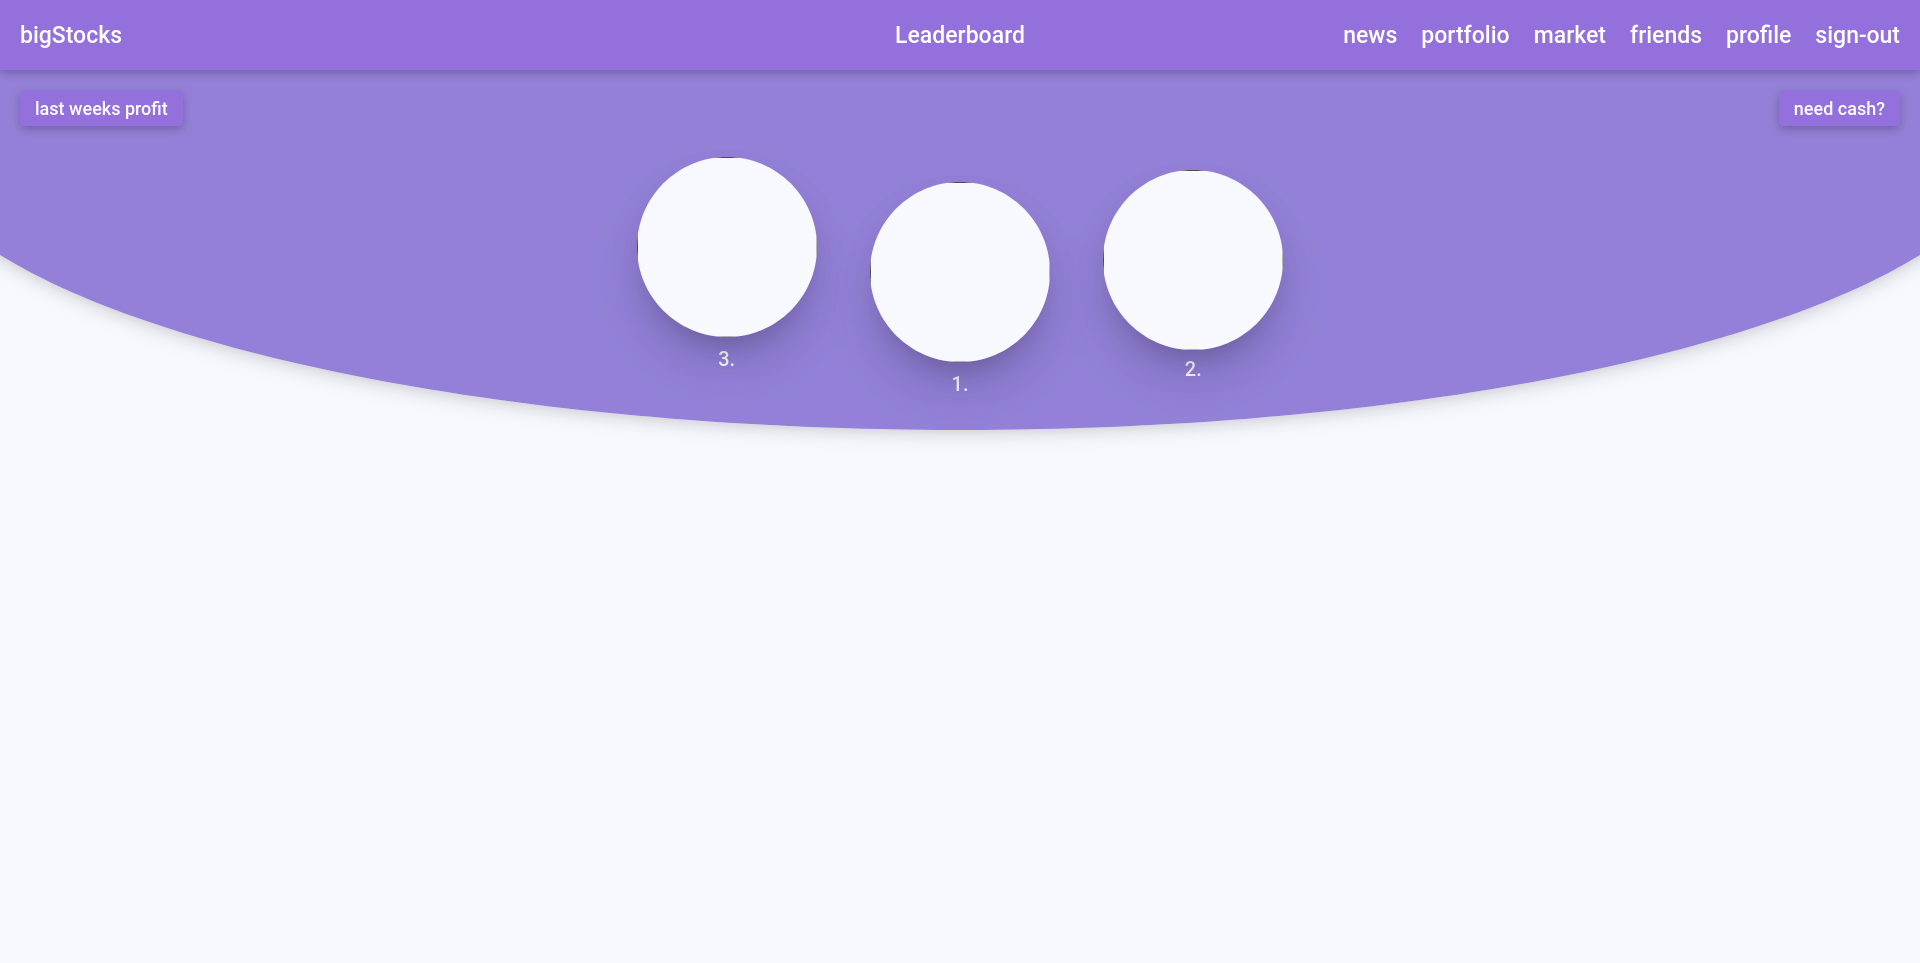 bigStocks
Leaderboard
news portfolio market friends profile sign-out
last weeks profit
need cash?
3.
1.
2.